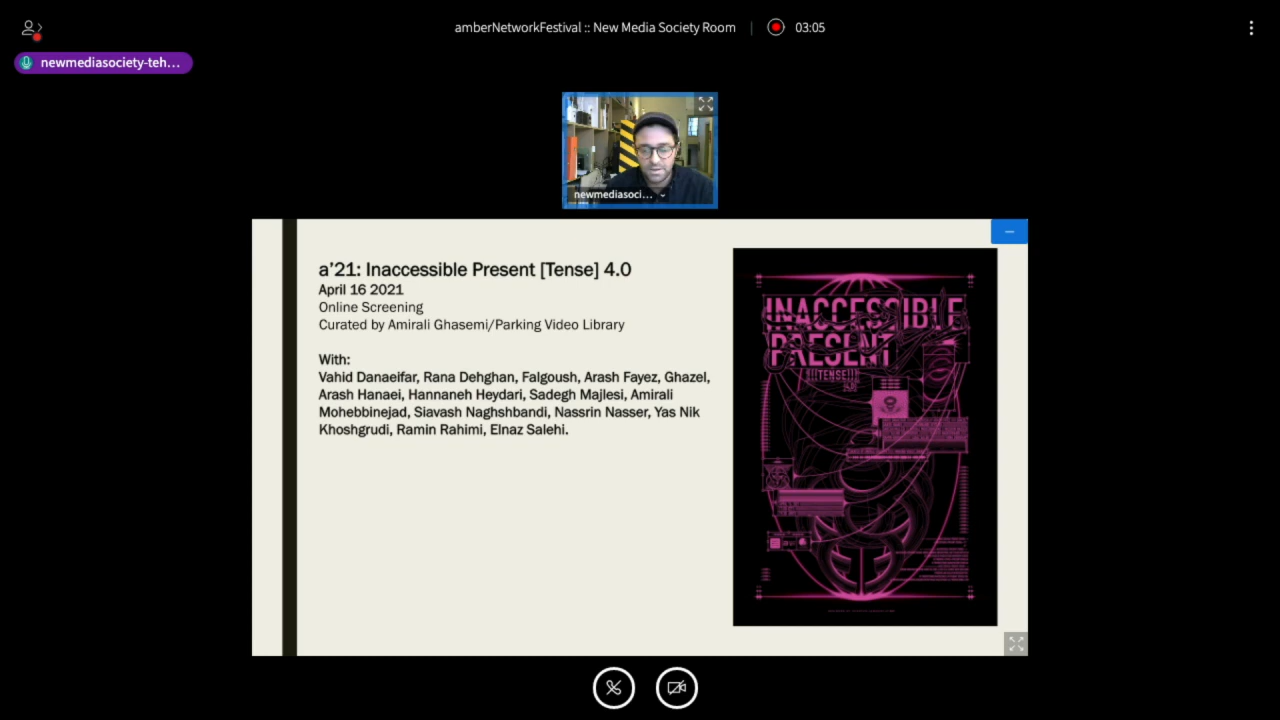 amberNetworkFestival :: New Media Society Room | 03:05
newmediasociety-teh...
newmediasoci...
a’21: Inaccessible Present [Tense] 4.0
April 16 2021
Online Screening
Curated by Amirali Ghasemi/Parking Video Library
With:
Vahid Danaeifar, Rana Dehghan, Falgoush, Arash Fayez, Ghazel,
Arash Hanaei, Hannaneh Heydari, Sadegh Majlesi, Amirali
Mohebbinejad, Siavash Naghshbandi, Nassrin Nasser, Yas Nik
Khoshgrudi, Ramin Rahimi, Elnaz Salehi.
INACCESSIBLE
PRESENT
[[[TENSE]]]